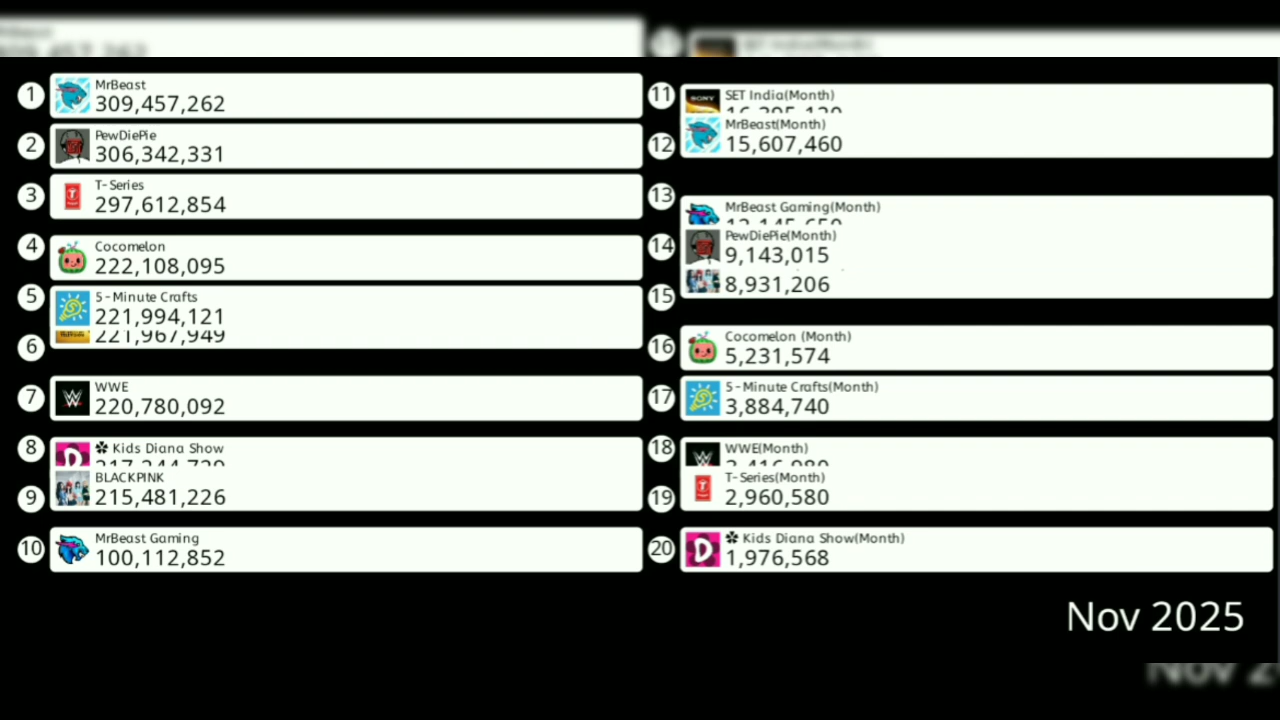 1
MrBeast
309,457,262
2
PewDiePie
306,342,331
3
T-Series
297,612,854
4
Cocomelon
222,108,095
5
5-Minute Crafts
221,994,121
6
221,967,949
7
WWE
220,780,092
8
✽ Kids Diana Show
217,244,729
9
BLACKPINK
215,481,226
10
MrBeast Gaming
100,112,852
11
SET India(Month)
12
MrBeast(Month)
15,607,460
13
MrBeast Gaming(Month)
14
PewDiePie(Month)
9,143,015
15
8,931,206
16
Cocomelon (Month)
5,231,574
17
5-Minute Crafts(Month)
3,884,740
18
WWE(Month)
19
T-Series(Month)
2,960,580
20
✽ Kids Diana Show(Month)
1,976,568
Nov 2025